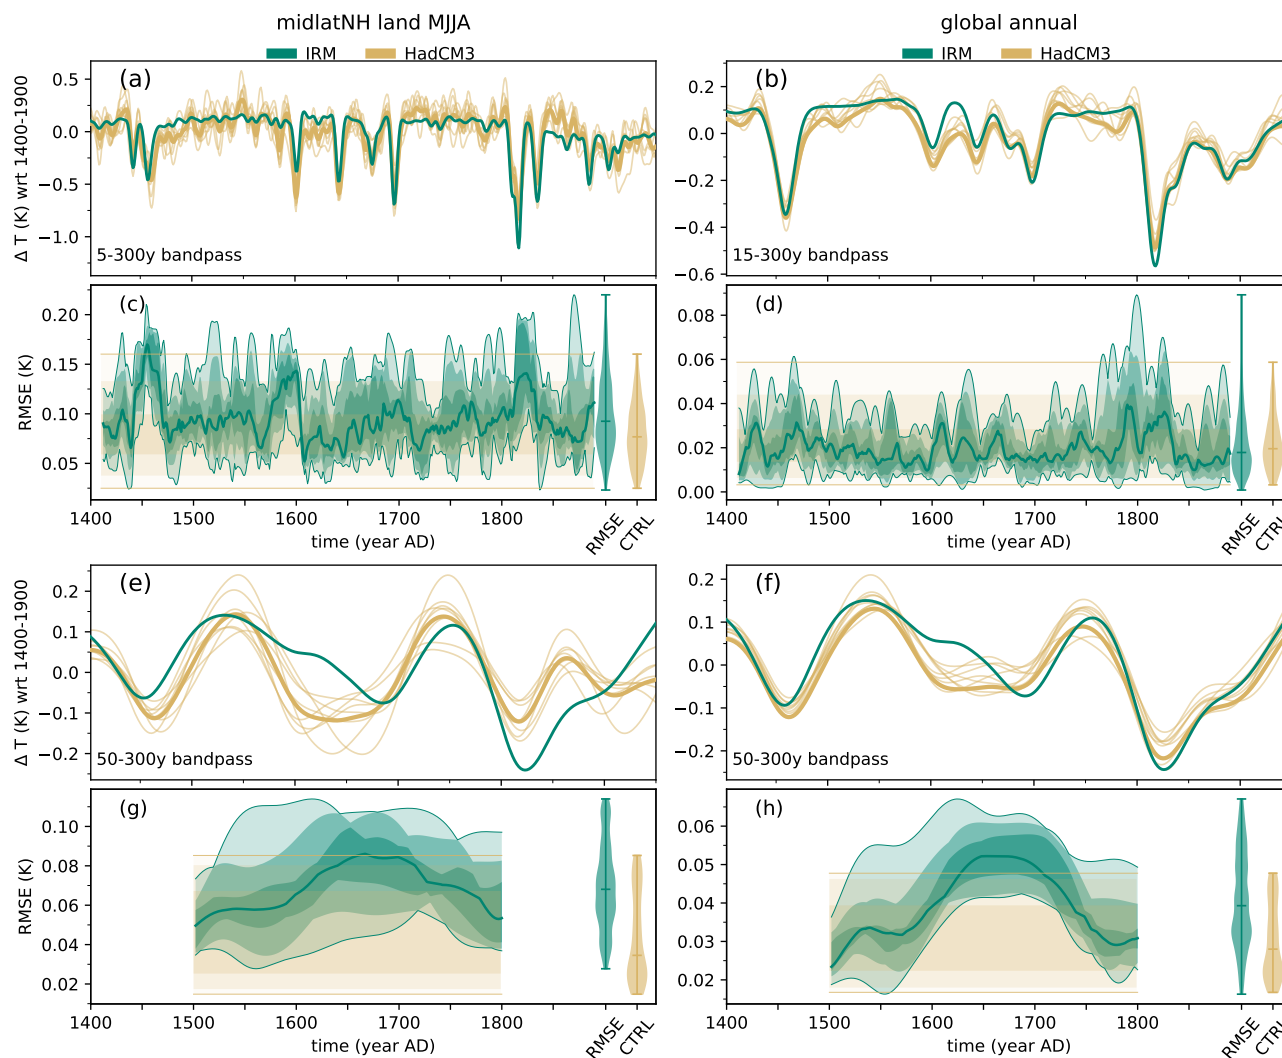 midlatNH land MJJA
IRM
HadCM3
(a)
0.5
0.0
−0.5
−1.0
Δ T (K) wrt 1400-1900
5-300y bandpass
global annual
IRM
HadCM3
(b)
0.2
0.0
−0.2
−0.4
−0.6
15-300y bandpass
(c)
0.20
0.15
0.10
0.05
RMSE (K)
1400
1500
1600
1700
1800
RMSE
CTRL
time (year AD)
(d)
0.08
0.06
0.04
0.02
0.00
1400
1500
1600
1700
1800
RMSE
CTRL
time (year AD)
(e)
0.2
0.1
0.0
−0.1
−0.2
Δ T (K) wrt 1400-1900
50-300y bandpass
(f)
0.2
0.1
0.0
−0.1
−0.2
50-300y bandpass
(g)
0.10
0.08
0.06
0.04
0.02
RMSE (K)
1400
1500
1600
1700
1800
RMSE
CTRL
time (year AD)
(h)
0.06
0.05
0.04
0.03
0.02
1400
1500
1600
1700
1800
RMSE
CTRL
time (year AD)